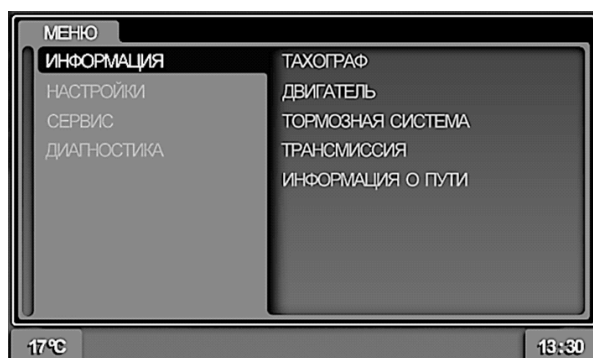 МЕНЮ
ИНФОРМАЦИЯ
НАСТРОЙКИ
СЕРВИС
ДИАГНОСТИКА
ТАХОГРАФ
ДВИГАТЕЛЬ
ТОРМОЗНАЯ СИСТЕМА
ТРАНСМИССИЯ
ИНФОРМАЦИЯ О ПУТИ
17°C
13:30